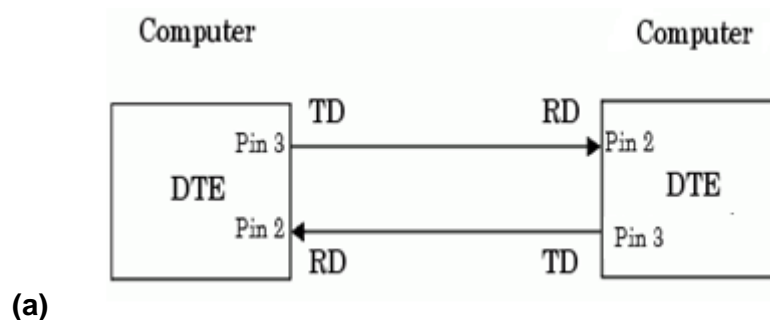 Computer Computer
TD RD
Pin 3 Pin 2
DTE DTE
Pin 2 Pin 3
RD TD
(a)